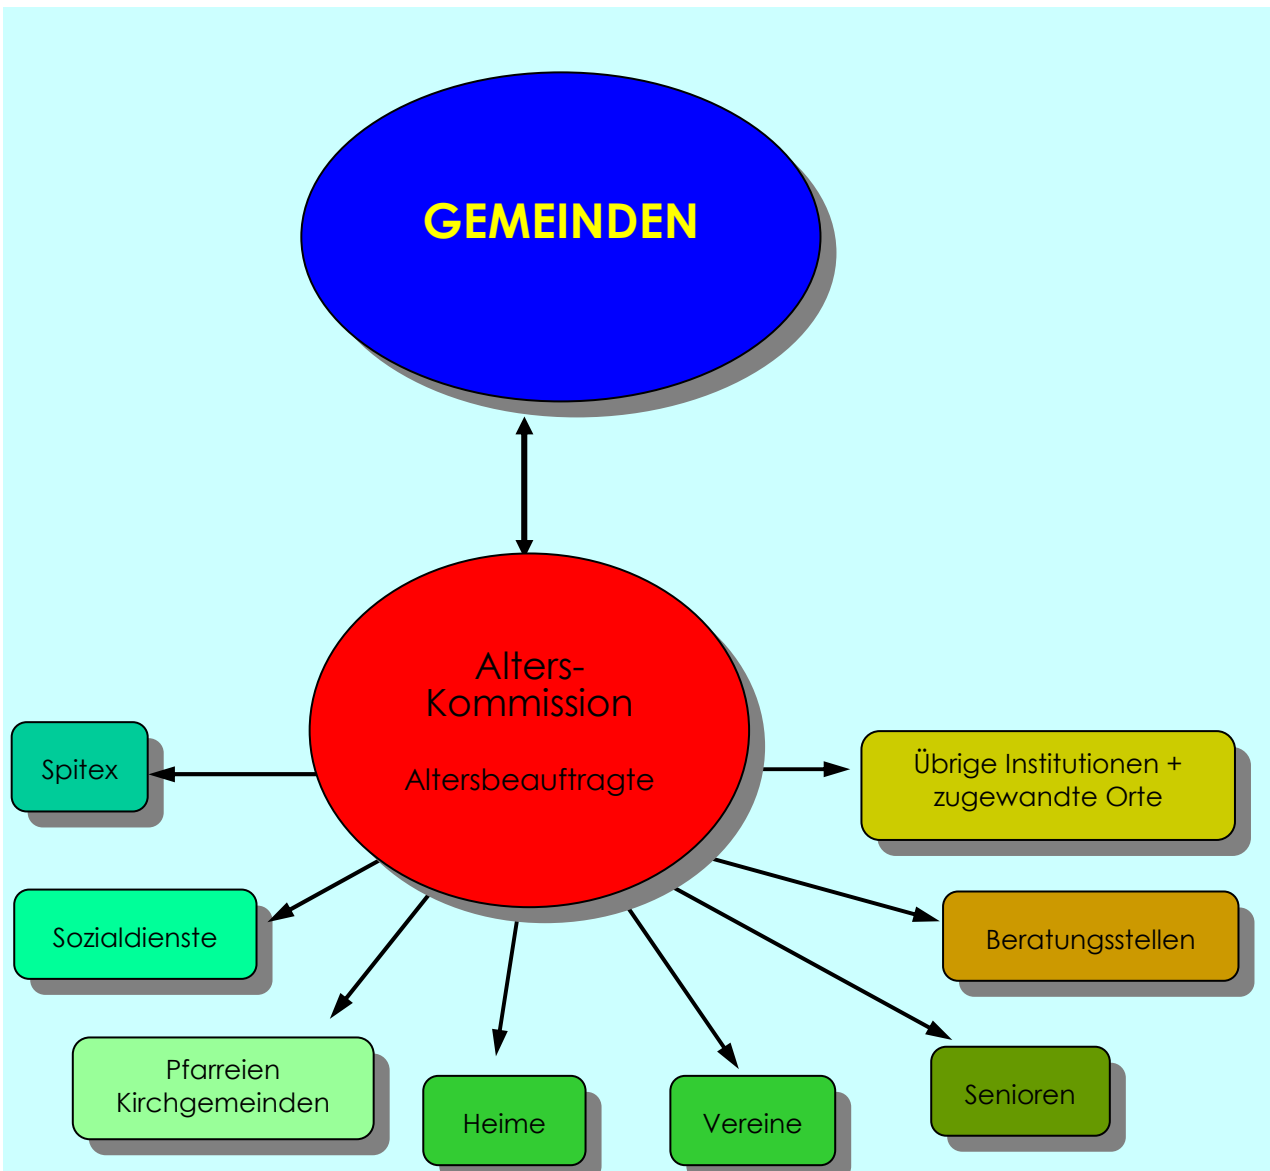 GEMEINDEN
Alters-
Kommission
Altersbeauftragte
Spitex
Übrige Institutionen +
zugewandte Orte
Sozialdienste
Beratungsstellen
Pfarreien
Kirchgemeinden
Heime
Vereine
Senioren